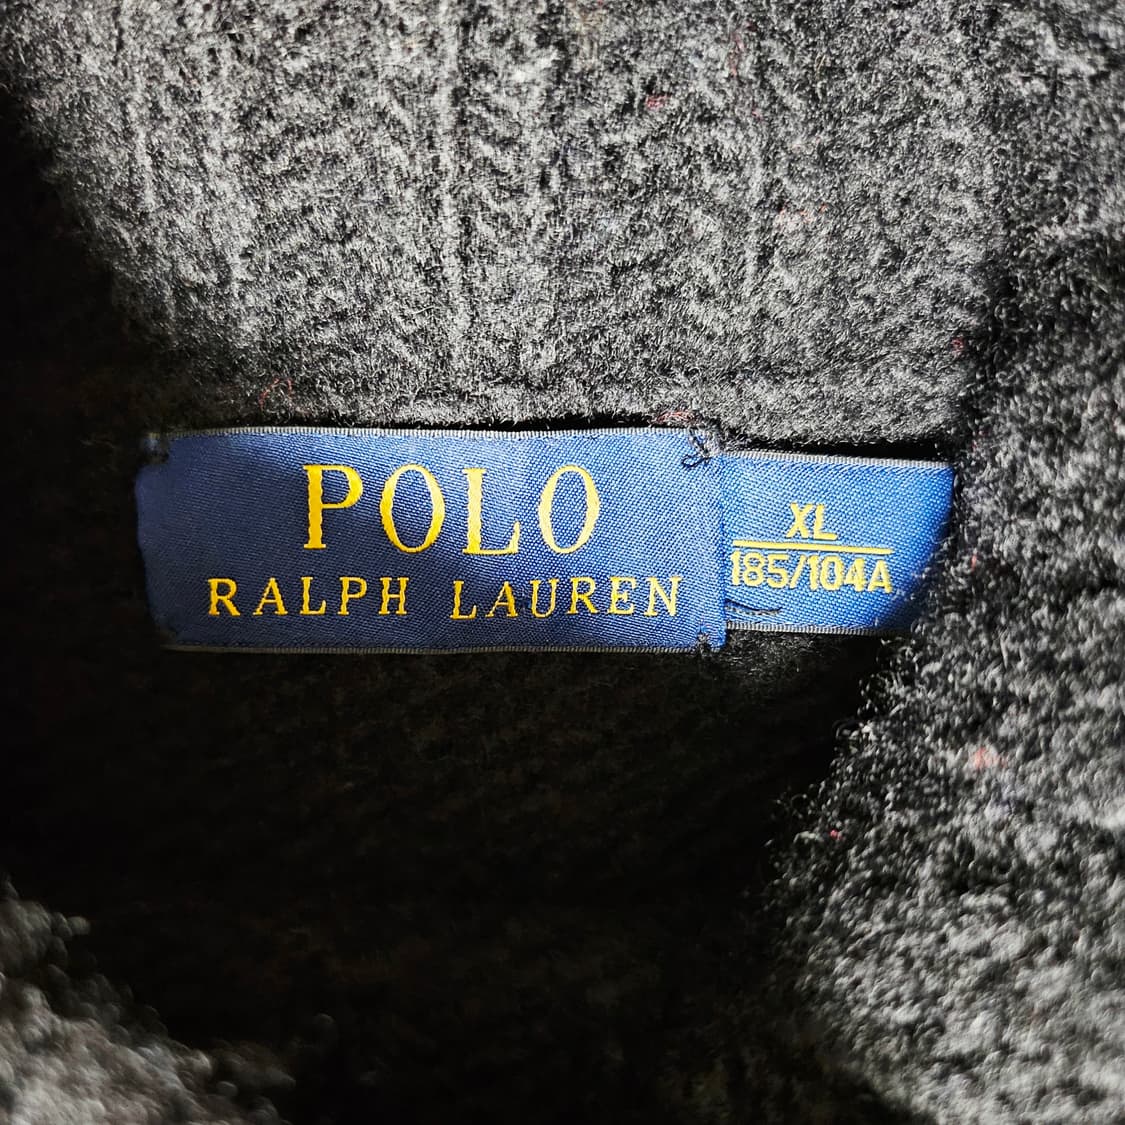 POLO
RALPH LAUREN
XL
185/104A